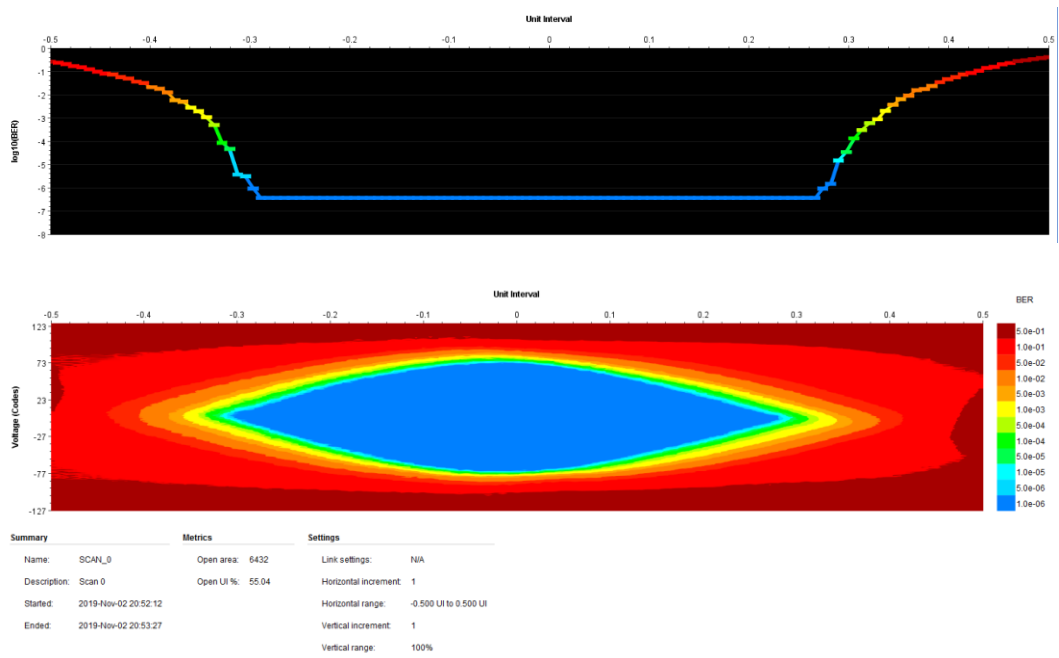 Unit Interval
-0.5 -0.4 -0.3 -0.2 -0.1 0 0.1 0.2 0.3 0.4 0.5
0
-1
-2
-3
-4
-5
-6
-7
-8
log10(BER)
Unit Interval
-0.5 -0.4 -0.3 -0.2 -0.1 0 0.1 0.2 0.3 0.4 0.5
123
73
23
-27
-77
-127
Voltage (Codes)
BER
5.0e-01
1.0e-01
5.0e-02
1.0e-02
5.0e-03
1.0e-03
5.0e-04
1.0e-04
5.0e-05
1.0e-05
5.0e-06
1.0e-06
Summary Metrics Settings
Name: SCAN_0 Open area: 6432 Link settings: N/A
Description: Scan 0 Open UI %: 55.04 Horizontal increment: 1
Started: 2019-Nov-02 20:52:12 Horizontal range: -0.500 UI to 0.500 UI
Ended: 2019-Nov-02 20:53:27 Vertical increment: 1
Vertical range: 100%